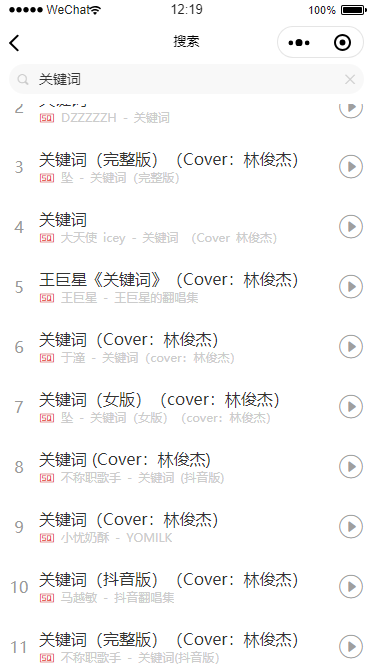 WeChat
12:19
100%
搜索
关键词
2
关键词
SQ DZZZZZH - 关键词
3
关键词（完整版）（Cover：林俊杰）
SQ 坠 - 关键词（完整版）
4
关键词
SQ 大天使 icey - 关键词 （Cover 林俊杰）
5
王巨星《关键词》（Cover：林俊杰）
SQ 王巨星 - 王巨星的翻唱集
6
关键词（Cover：林俊杰）
SQ 于潼 - 关键词（cover：林俊杰）
7
关键词（女版）（cover：林俊杰）
SQ 坠 - 关键词（女版）（cover：林俊杰）
8
关键词 (Cover：林俊杰)
SQ 不称职歌手 - 关键词 (抖音版)
9
关键词（Cover：林俊杰）
SQ 小忧奶酥 - YOMILK
10
关键词（抖音版）（Cover：林俊杰）
SQ 马越敏 - 抖音翻唱集
11
关键词（完整版）（Cover：林俊杰）
SQ 不称职歌手 - 关键词(抖音版)